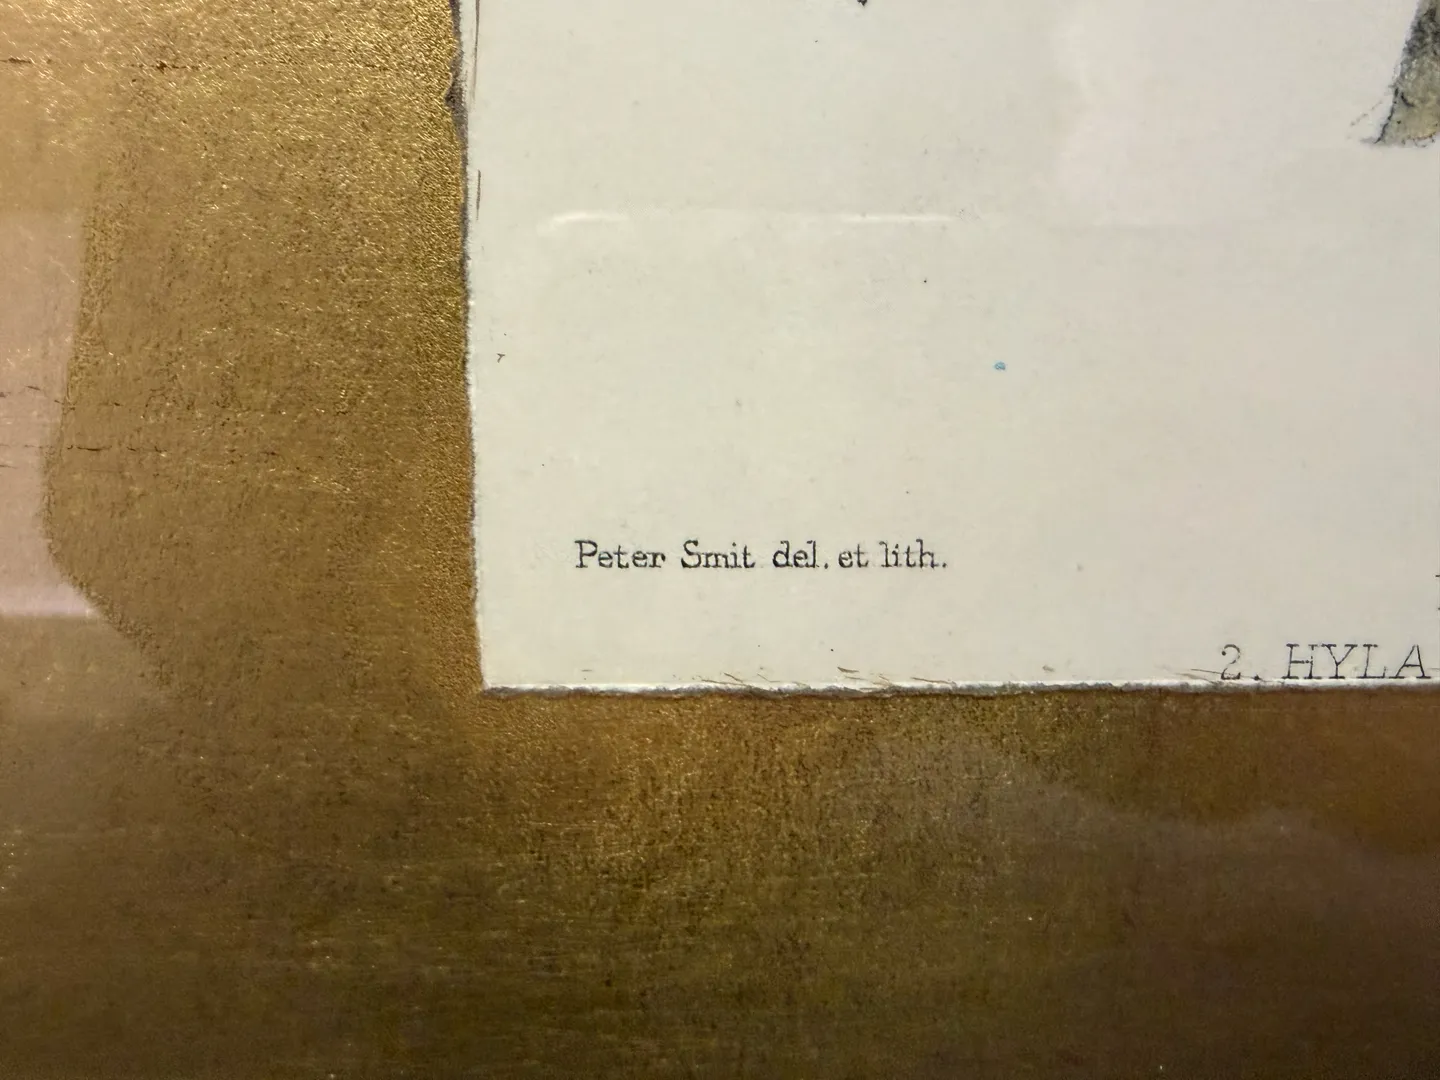 Peter Smit del. et lith.
2. HYLA